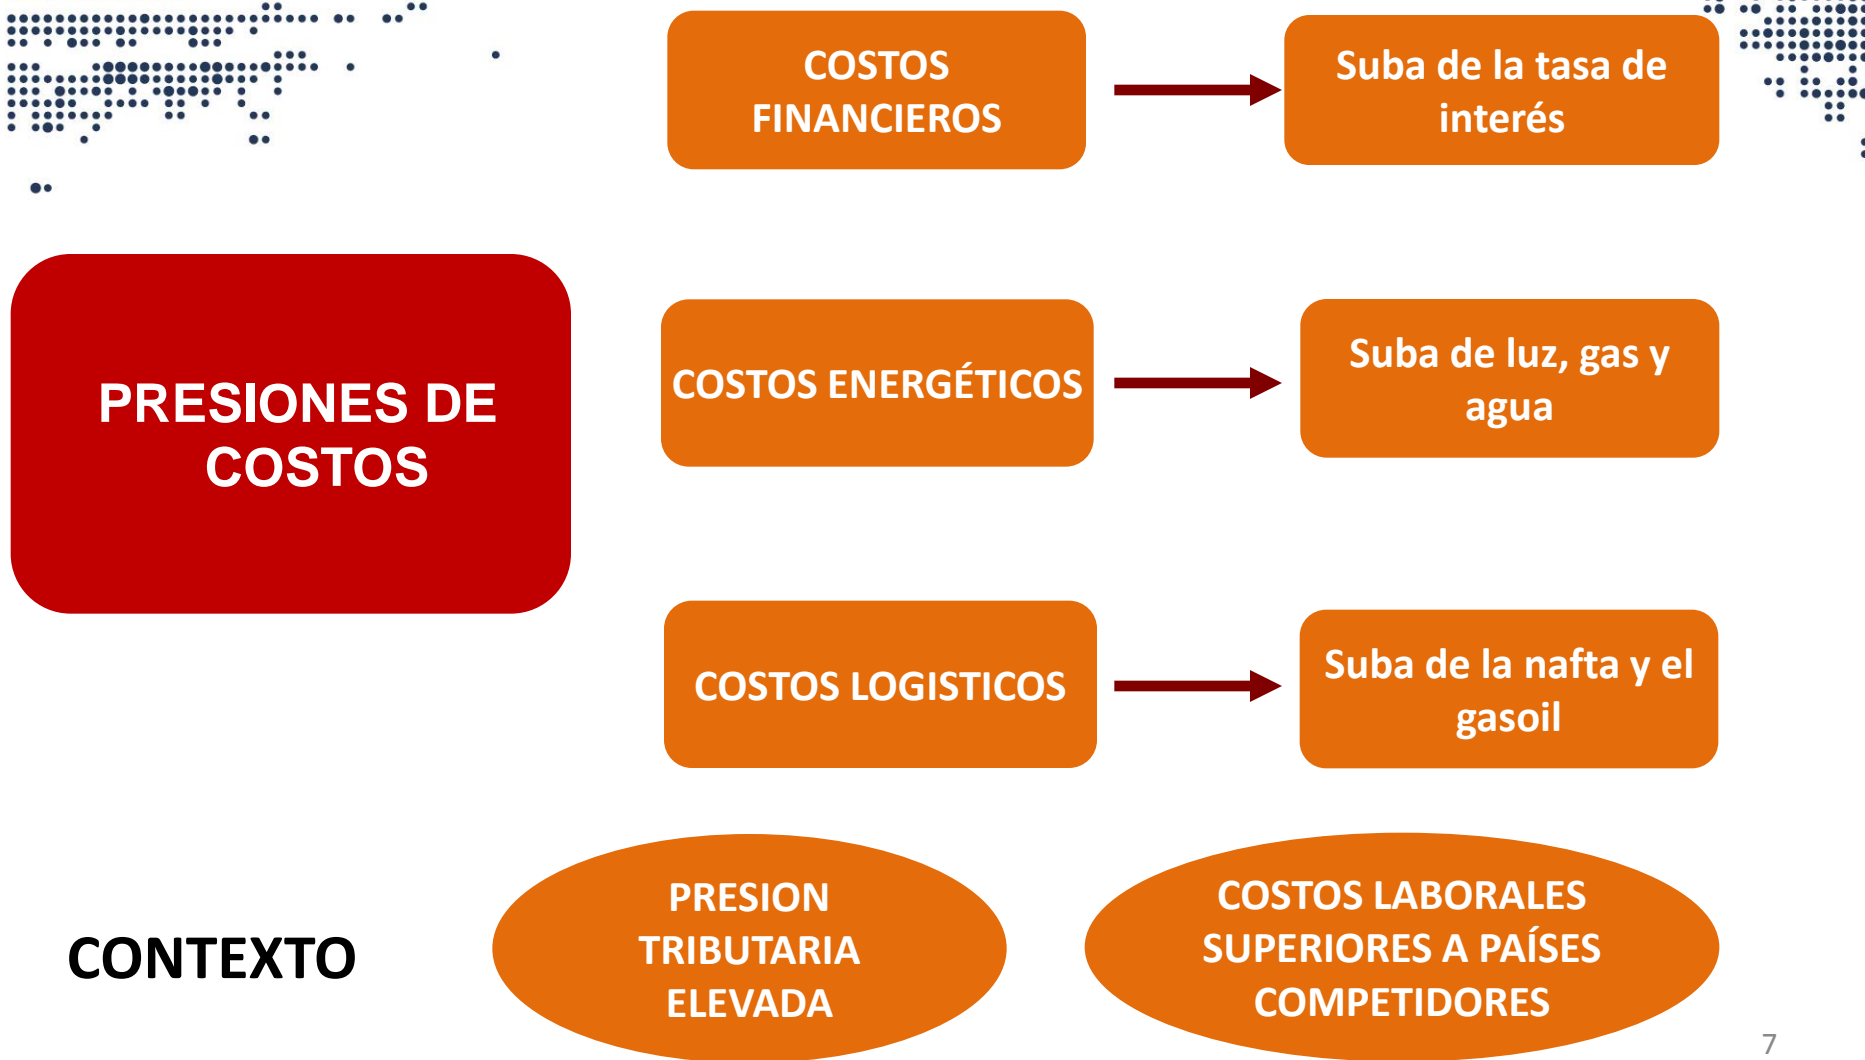 COSTOS
FINANCIEROS
Suba de la tasa de
interés
PRESIONES DE
COSTOS
COSTOS ENERGÉTICOS
Suba de luz, gas y
agua
COSTOS LOGISTICOS
Suba de la nafta y el
gasoil
CONTEXTO
PRESION
TRIBUTARIA
ELEVADA
COSTOS LABORALES
SUPERIORES A PAÍSES
COMPETIDORES
7